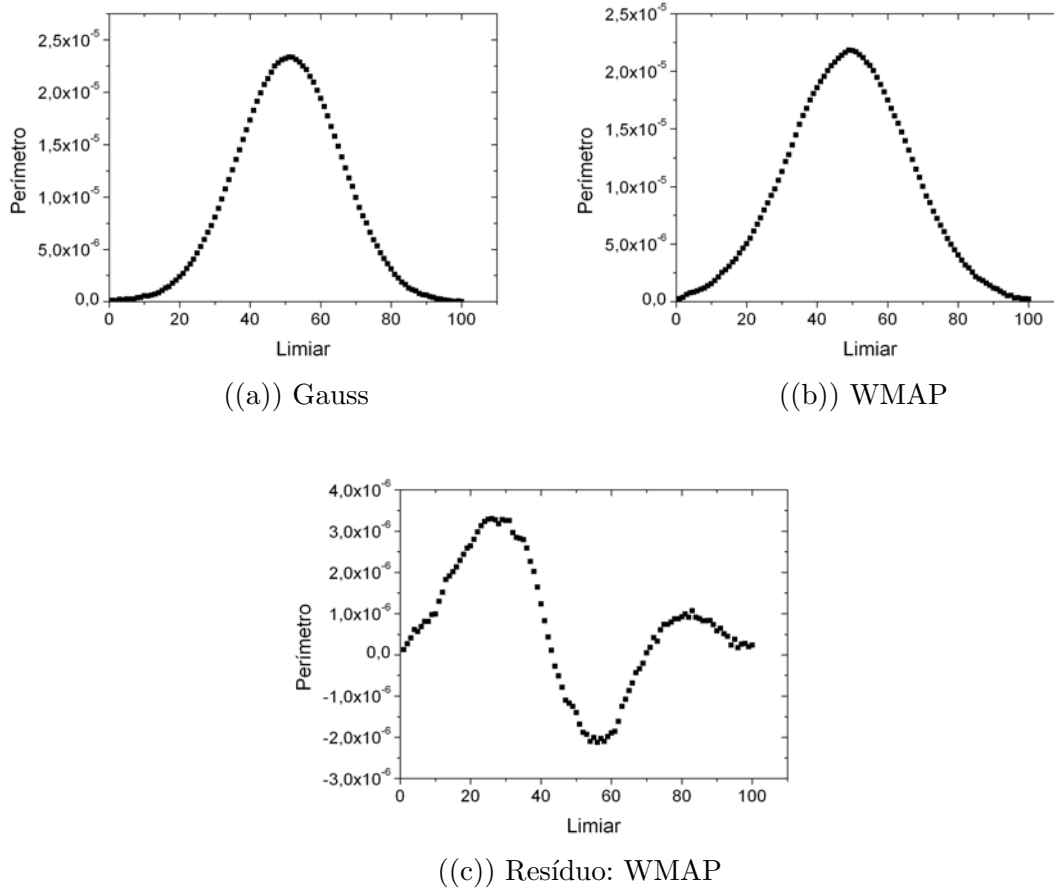 2,5x10⁻⁵
2,0x10⁻⁵
1,5x10⁻⁵
1,0x10⁻⁵
5,0x10⁻⁶
0,0
Perímetro
0 20 40 60 80 100
Limiar
((a)) Gauss
2,5x10⁻⁵
2,0x10⁻⁵
1,5x10⁻⁵
1,0x10⁻⁵
5,0x10⁻⁶
0,0
Perímetro
0 20 40 60 80 100
Limiar
((b)) WMAP
4,0x10⁻⁶
3,0x10⁻⁶
2,0x10⁻⁶
1,0x10⁻⁶
0,0
-1,0x10⁻⁶
-2,0x10⁻⁶
-3,0x10⁻⁶
Perímetro
0 20 40 60 80 100
Limiar
((c)) Resíduo: WMAP